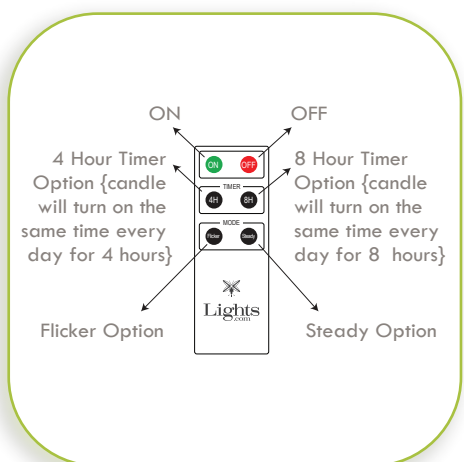 ON
OFF
4 Hour Timer
Option {candle
will turn on the
same time every
day for 4 hours}
8 Hour Timer
Option {candle
will turn on the
same time every
day for 8 hours}
ON
OFF
TIMER
4H
8H
MODE
Flicker
Steady
Lights
.com
Flicker Option
Steady Option